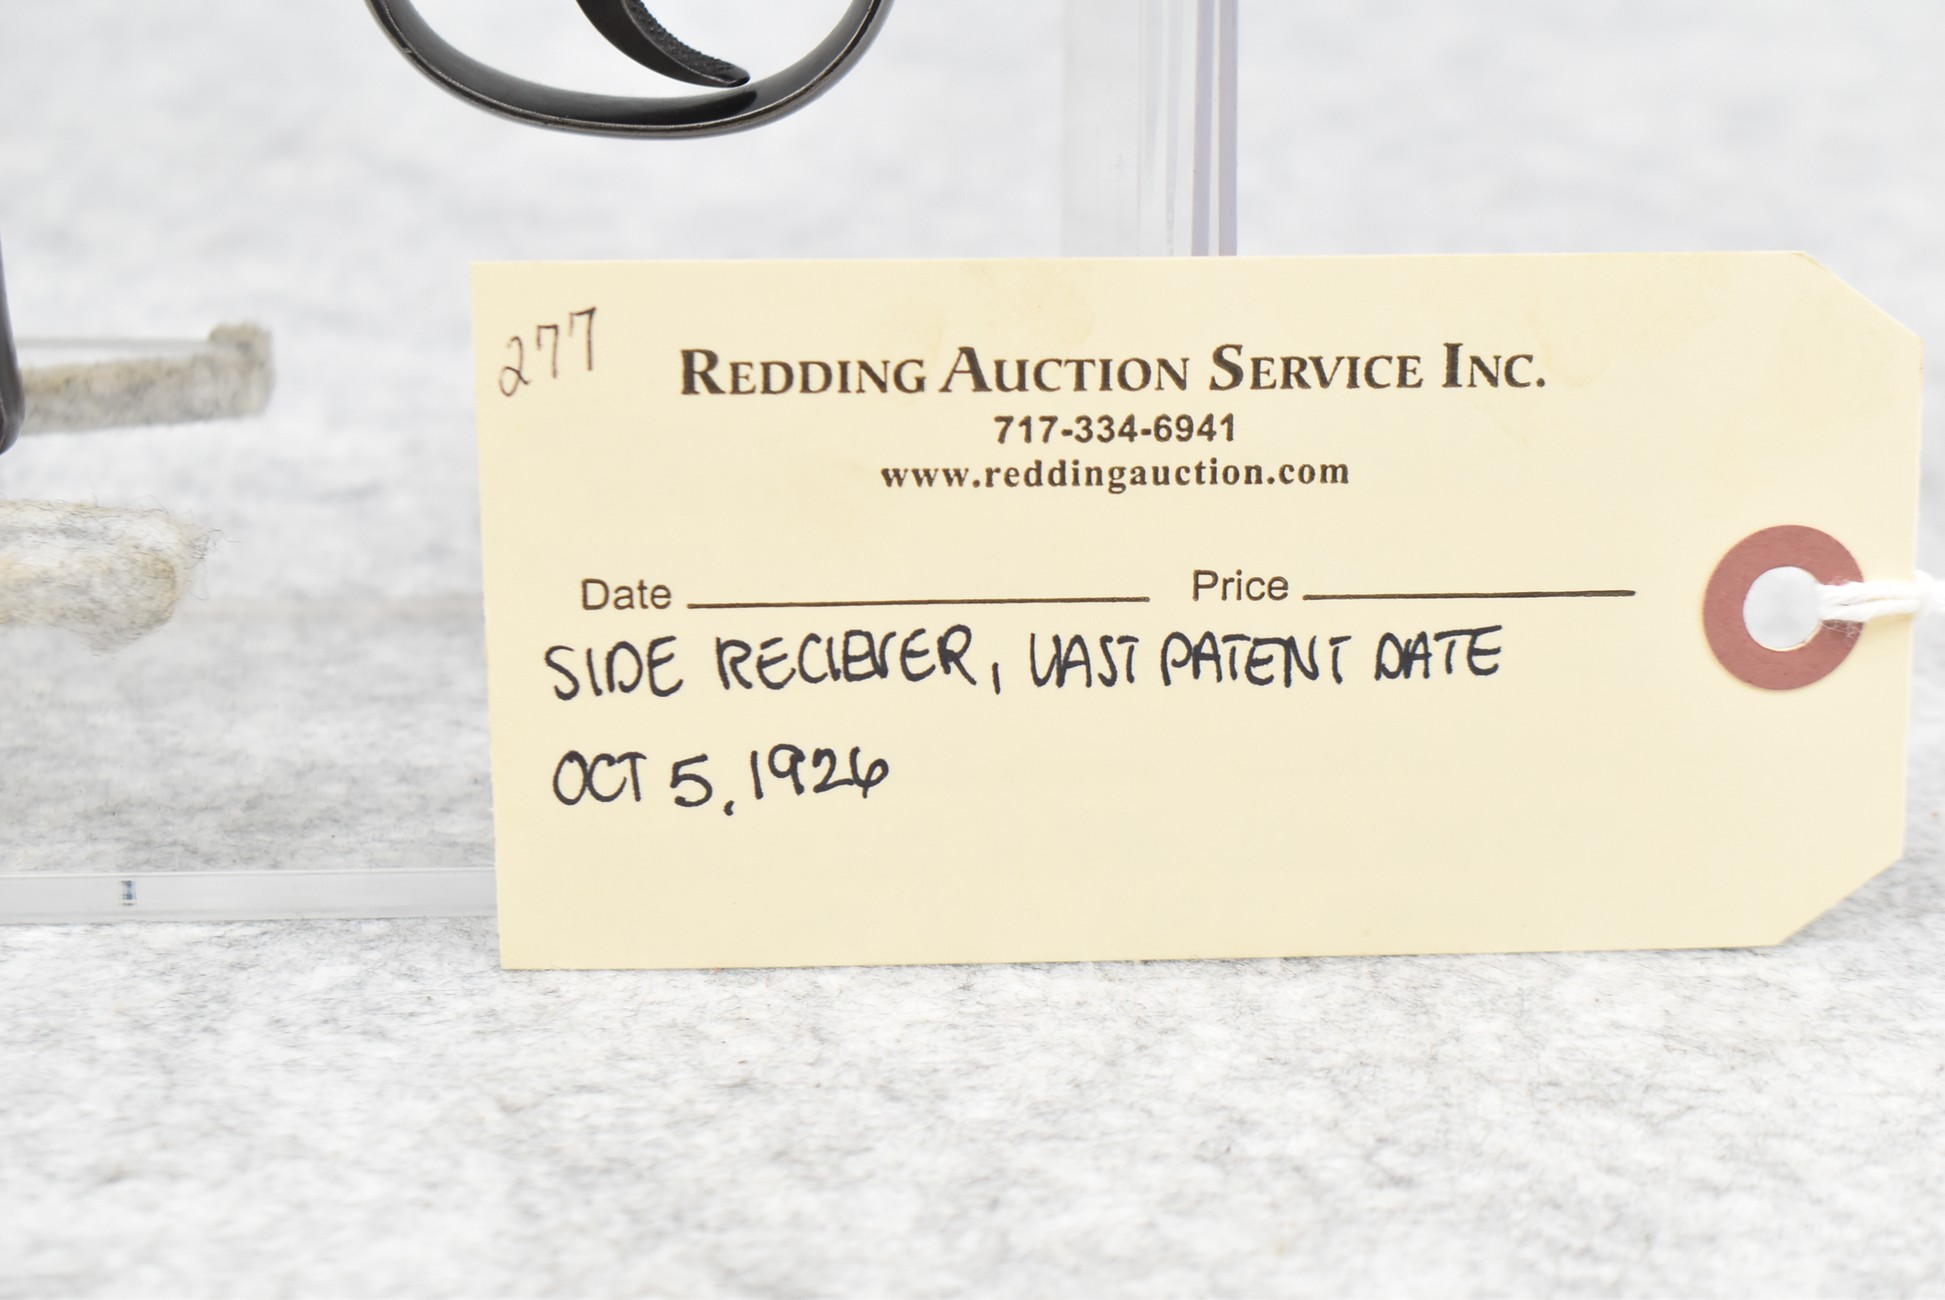 277
REDDING AUCTION SERVICE INC.
717-334-6941
www.reddingauction.com
Date Price
SIDE RECIEVER, LAST PATENT DATE
OCT 5, 1926